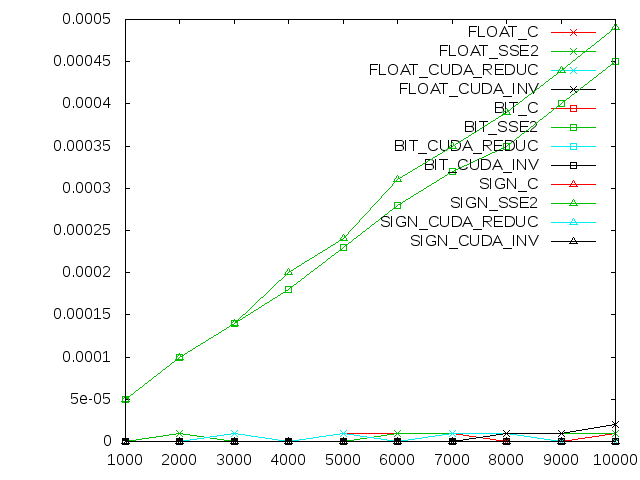 0.0005
0.00045
0.0004
0.00035
0.0003
0.00025
0.0002
0.00015
0.0001
5e-05
0
1000 2000 3000 4000 5000 6000 7000 8000 9000 10000
FLOAT_C
FLOAT_SSE2
FLOAT_CUDA_REDUC
FLOAT_CUDA_INV
BIT_C
BIT_SSE2
BIT_CUDA_REDUC
BIT_CUDA_INV
SIGN_C
SIGN_SSE2
SIGN_CUDA_REDUC
SIGN_CUDA_INV